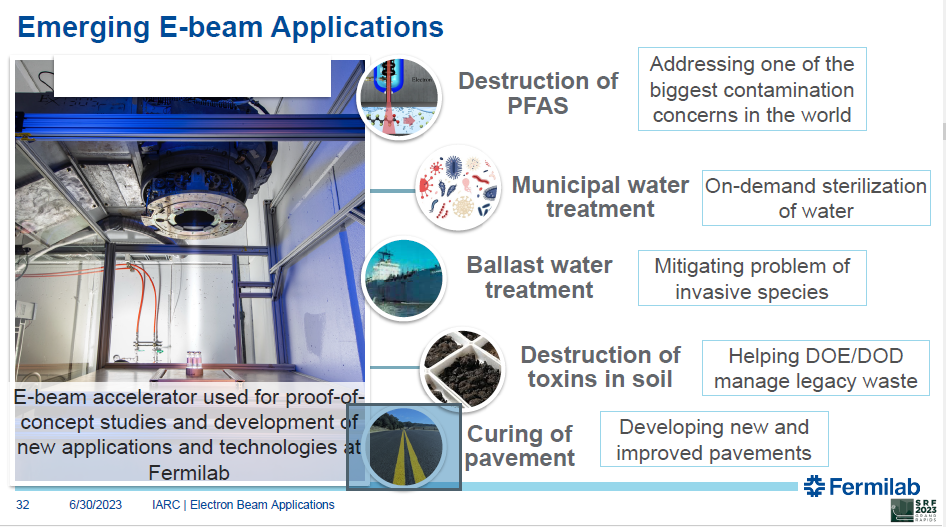 Emerging E-beam Applications
Destruction of
PFAS
Addressing one of the
biggest contamination
concerns in the world
Municipal water
treatment
On-demand sterilization
of water
Ballast water
treatment
Mitigating problem of
invasive species
Destruction of
toxins in soil
Helping DOE/DOD
manage legacy waste
Curing of
pavement
Developing new and
improved pavements
E-beam accelerator used for proof-of-
concept studies and development of
new applications and technologies at
Fermilab
Electron
Fermilab
32 6/30/2023 IARC | Electron Beam Applications
SRF
2023
GRAND
RAPIDS